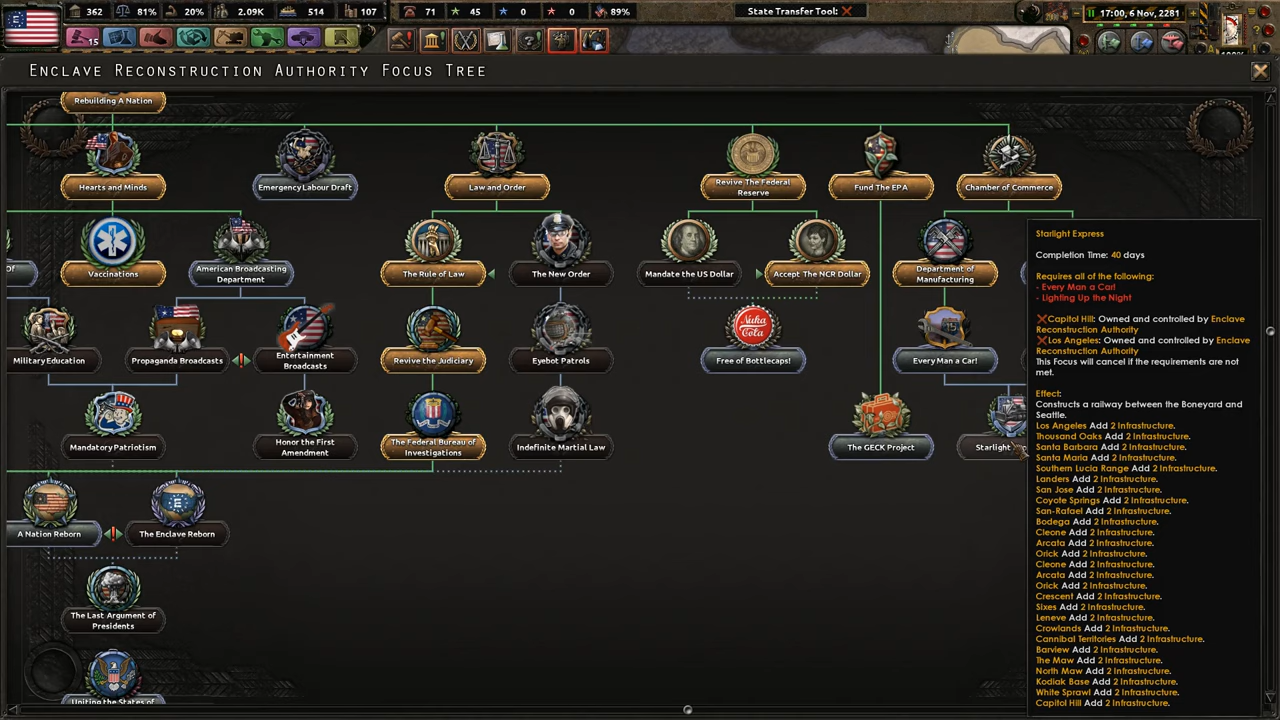 362
81%
20%
2.09K
514
107
71
45
0
0
89%
State Transfer Tool:
17:00, 6 Nov, 2281
15
Enclave Reconstruction Authority Focus Tree
Rebuilding A Nation
Hearts and Minds
Emergency Labour Draft
Law and Order
Revive The Federal
Reserve
Fund The EPA
Chamber of Commerce
Of
Vaccinations
American Broadcasting
Department
The Rule of Law
The New Order
Mandate the US Dollar
Accept The NCR Dollar
Department of
Manufacturing
Military Education
Propaganda Broadcasts
Entertainment
Broadcasts
Revive the Judiciary
Eyebot Patrols
Nuka
Cola
Free of Bottlecaps!
Every Man a Car!
Mandatory Patriotism
Honor the First
Amendment
The Federal Bureau of
Investigations
Indefinite Martial Law
The GECK Project
Starlight
A Nation Reborn
The Enclave Reborn
The Last Argument of
Presidents
Uniting the States of
Starlight Express
Completion Time: 40 days
Requires all of the following:
- Every Man a Car!
- Lighting Up the Night
Capitol Hill: Owned and controlled by Enclave
Reconstruction Authority
Los Angeles: Owned and controlled by Enclave
Reconstruction Authority
This Focus will cancel if the requirements are not
met.
Effect:
Constructs a railway between the Boneyard and
Seattle.
Los Angeles Add 2 Infrastructure.
Thousand Oaks Add 2 Infrastructure.
Santa Barbara Add 2 Infrastructure.
Santa Maria Add 2 Infrastructure.
Southern Lucia Range Add 2 Infrastructure.
Landers Add 2 Infrastructure.
San Jose Add 2 Infrastructure.
Coyote Springs Add 2 Infrastructure.
San-Rafael Add 2 Infrastructure.
Bodega Add 2 Infrastructure.
Cleone Add 2 Infrastructure.
Arcata Add 2 Infrastructure.
Orick Add 2 Infrastructure.
Cleone Add 2 Infrastructure.
Arcata Add 2 Infrastructure.
Orick Add 2 Infrastructure.
Crescent Add 2 Infrastructure.
Sixes Add 2 Infrastructure.
Leneve Add 2 Infrastructure.
Crowlands Add 2 Infrastructure.
Cannibal Territories Add 2 Infrastructure.
Barview Add 2 Infrastructure.
The Maw Add 2 Infrastructure.
North Maw Add 2 Infrastructure.
Kodiak Base Add 2 Infrastructure.
White Sprawl Add 2 Infrastructure.
Capitol Hill Add 2 Infrastructure.